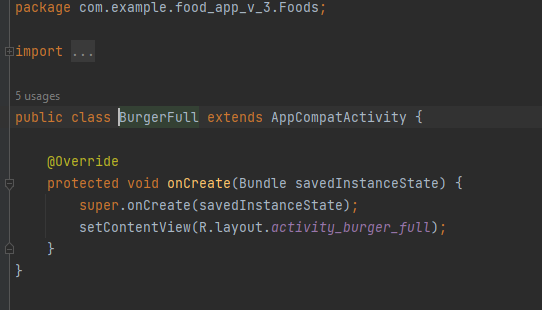 package com.example.food_app_v_3.Foods;
import ...
5 usages
public class BurgerFull extends AppCompatActivity {
@Override
protected void onCreate(Bundle savedInstanceState) {
super.onCreate(savedInstanceState);
setContentView(R.layout.activity_burger_full);
}
}